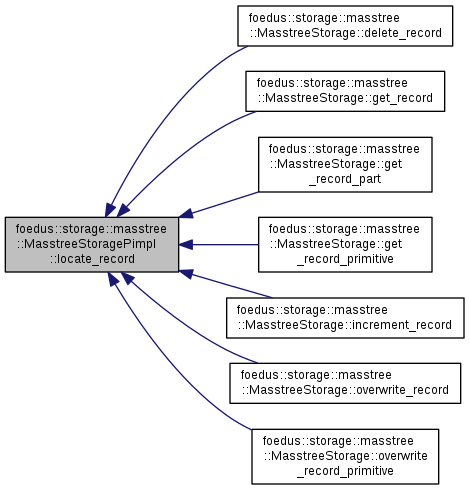 foedus::storage::masstree
::MasstreeStorage::delete_record
foedus::storage::masstree
::MasstreeStorage::get_record
foedus::storage::masstree
::MasstreeStorage::get
_record_part
foedus::storage::masstree
::MasstreeStoragePimpl
::locate_record
foedus::storage::masstree
::MasstreeStorage::get
_record_primitive
foedus::storage::masstree
::MasstreeStorage::increment_record
foedus::storage::masstree
::MasstreeStorage::overwrite_record
foedus::storage::masstree
::MasstreeStorage::overwrite
_record_primitive